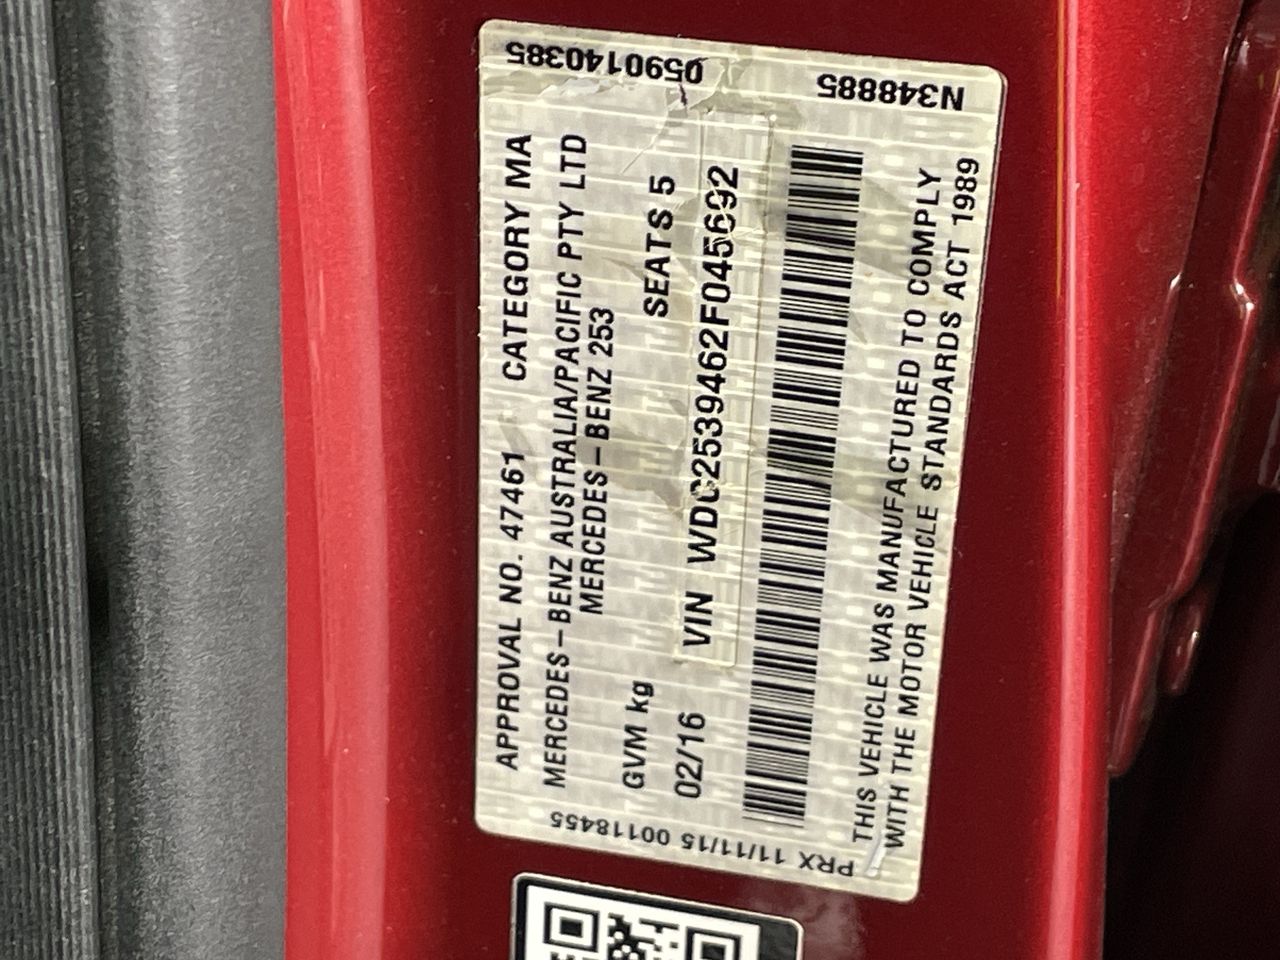 APPROVAL NO. 47461 CATEGORY MA
MERCEDES-BENZ AUSTRALIA/PACIFIC PTY LTD
MERCEDES-BENZ 253
GVM kg SEATS 5
02/16 VIN WDC2539462F045692
THIS VEHICLE WAS MANUFACTURED TO COMPLY
WITH THE MOTOR VEHICLE STANDARDS ACT 1989
0590140385
N348885
PRX 11/11/15 00118455